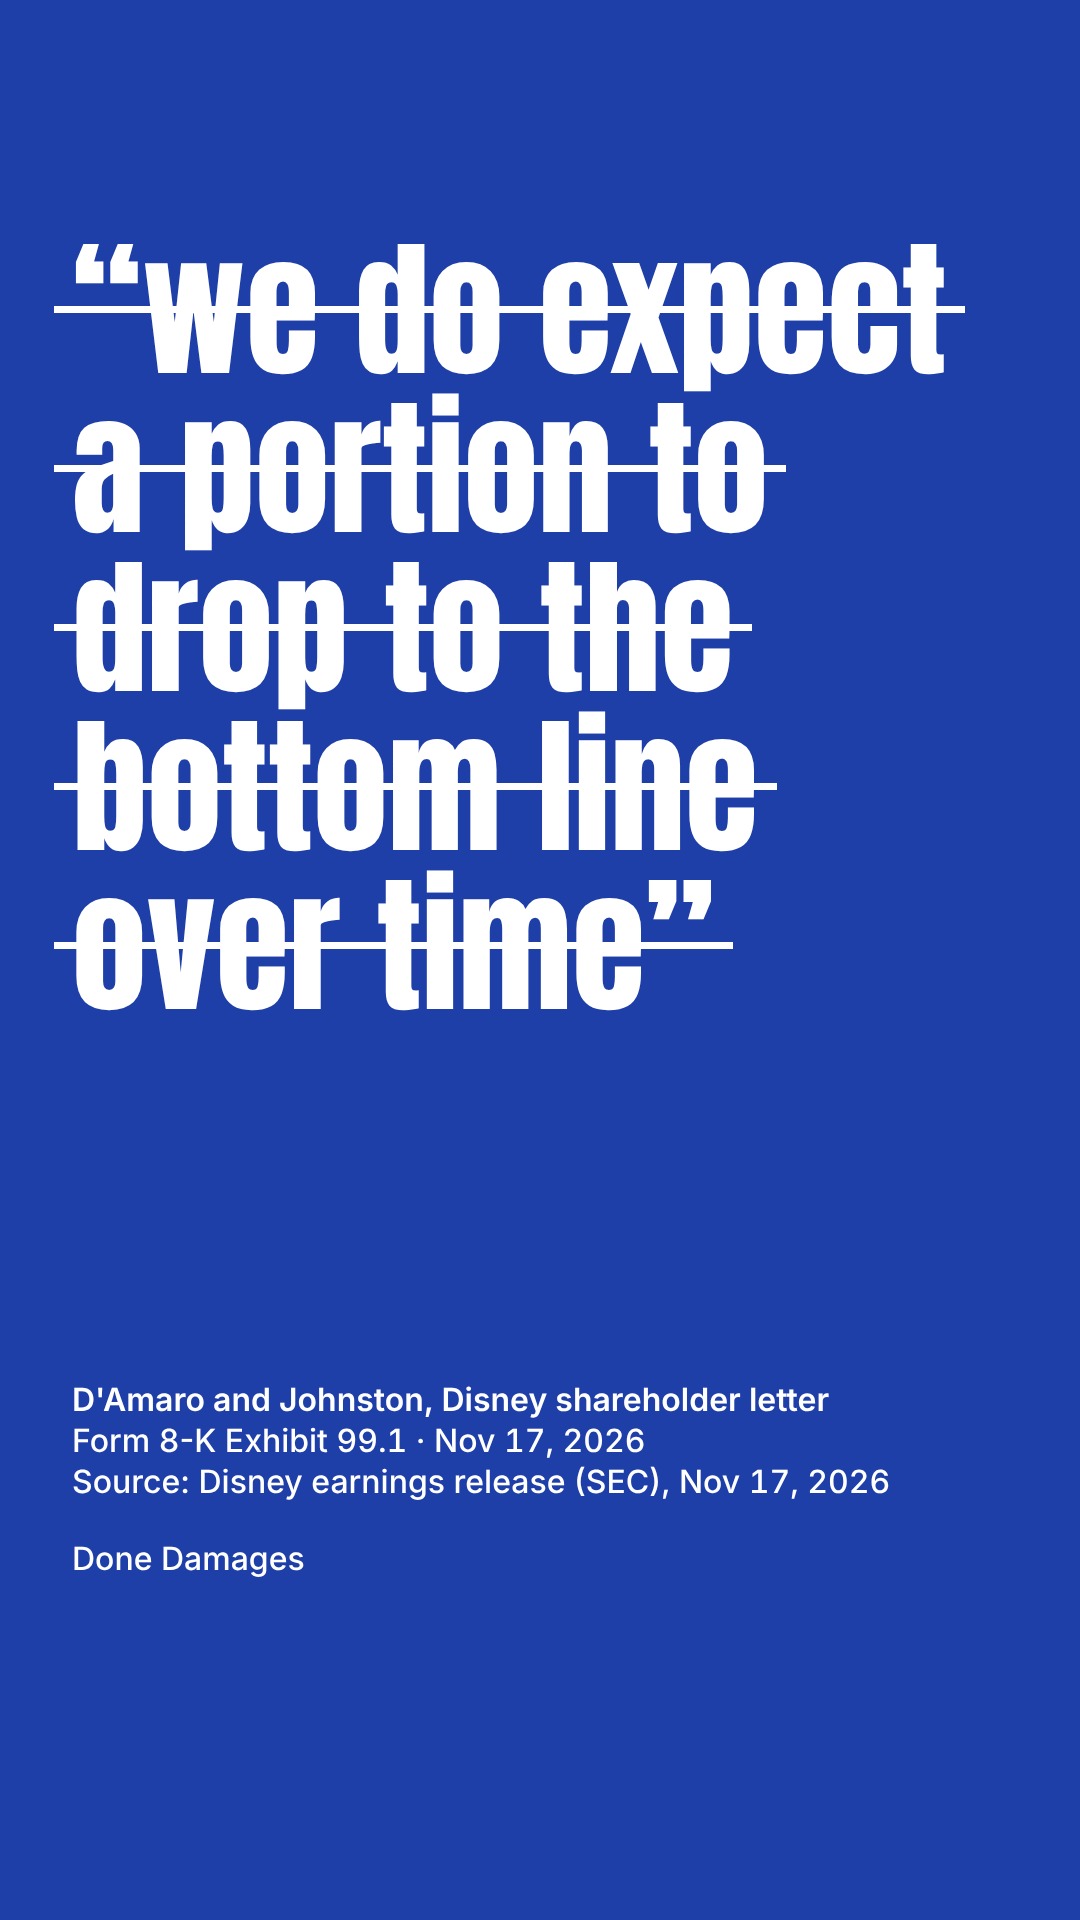 “we do expect
a portion to
drop to the
bottom line
over time”
D'Amaro and Johnston, Disney shareholder letter
Form 8-K Exhibit 99.1 · Nov 17, 2026
Source: Disney earnings release (SEC), Nov 17, 2026
Done Damages